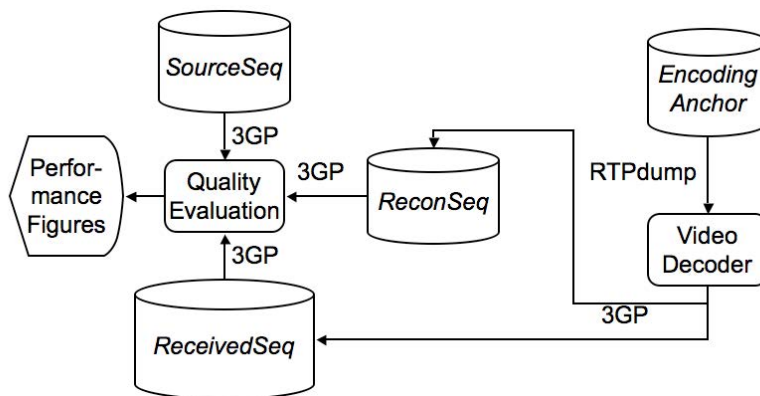 SourceSeq
Encoding
Anchor
3GP
Perfor-
mance
Figures
Quality
Evaluation
3GP
ReconSeq
RTPdump
Video
Decoder
3GP
3GP
ReceivedSeq